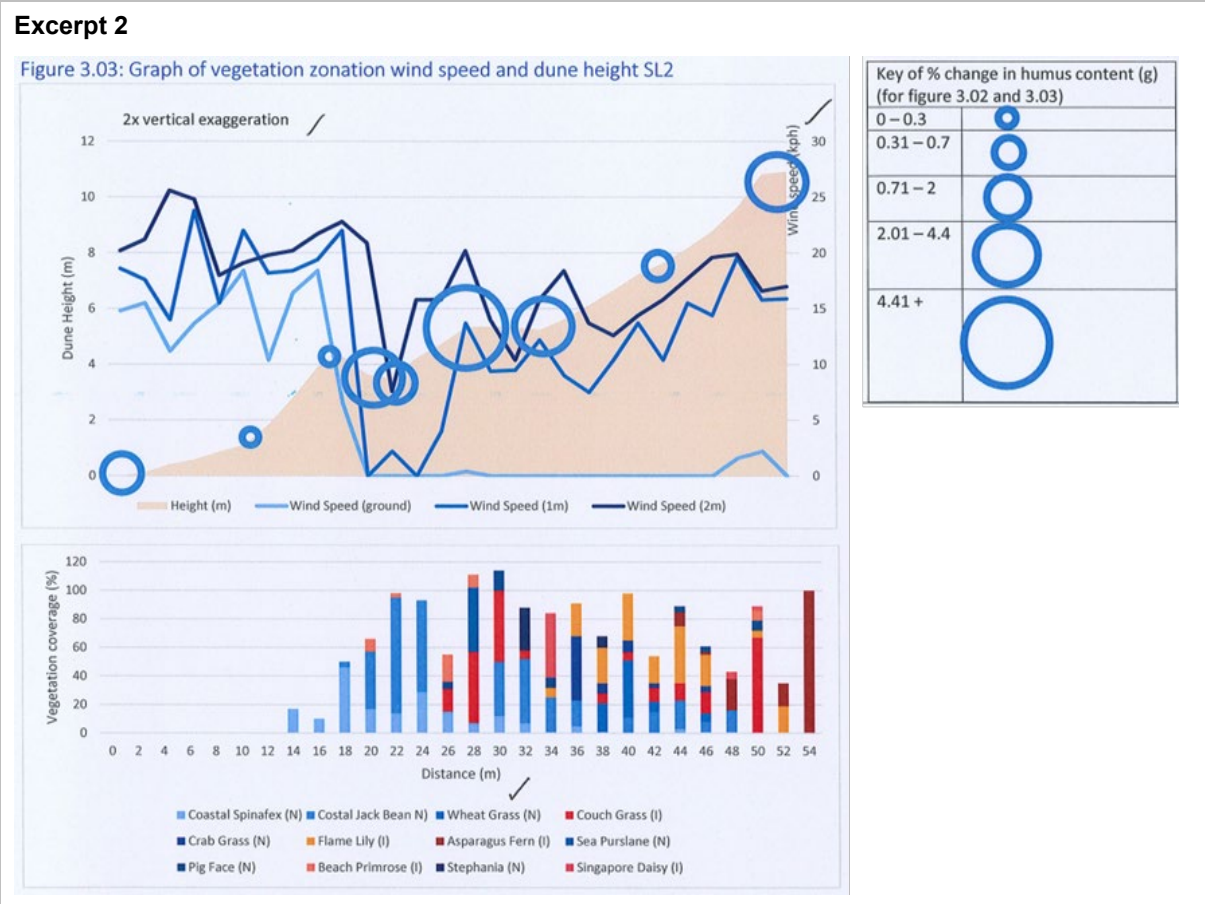 Excerpt 2
Figure 3.03: Graph of vegetation zonation wind speed and dune height SL2
2x vertical exaggeration
Dune Height (m)
12
10
8
6
4
2
0
Wind speed (kph)
30
25
20
15
10
5
0
Height (m) Wind Speed (ground) Wind Speed (1m) Wind Speed (2m)
Key of % change in humus content (g)
(for figure 3.02 and 3.03)
0 – 0.3
0.31 – 0.7
0.71 – 2
2.01 – 4.4
4.41 +
Vegetation coverage (%)
120
100
80
60
40
20
0
0 2 4 6 8 10 12 14 16 18 20 22 24 26 28 30 32 34 36 38 40 42 44 46 48 50 52 54
Distance (m)
Coastal Spinafex (N) Costal Jack Bean N) Wheat Grass (N) Couch Grass (I)
Crab Grass (N) Flame Lily (I) Asparagus Fern (I) Sea Purslane (N)
Pig Face (N) Beach Primrose (I) Stephania (N) Singapore Daisy (I)